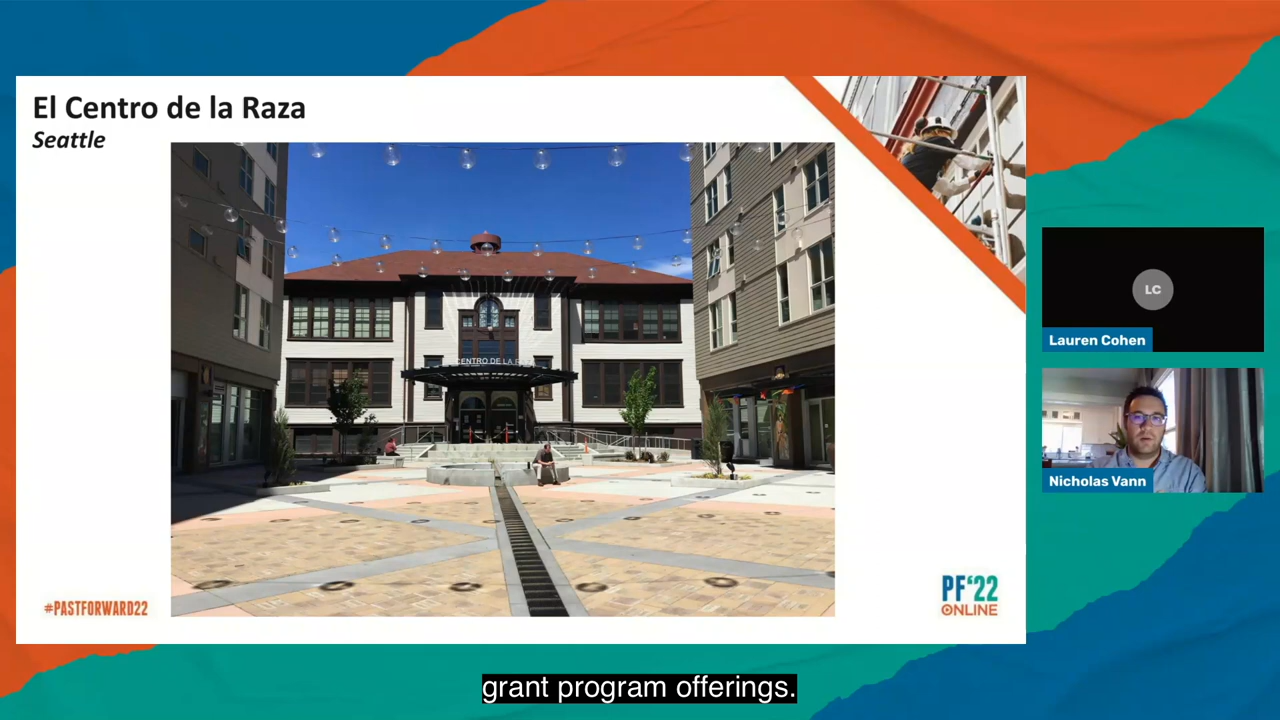 El Centro de la Raza
Seattle
CENTRO DE LA RAZA
LC
Lauren Cohen
Nicholas Vann
#PASTFORWARD22
PF‘22
ONLINE
grant program offerings.